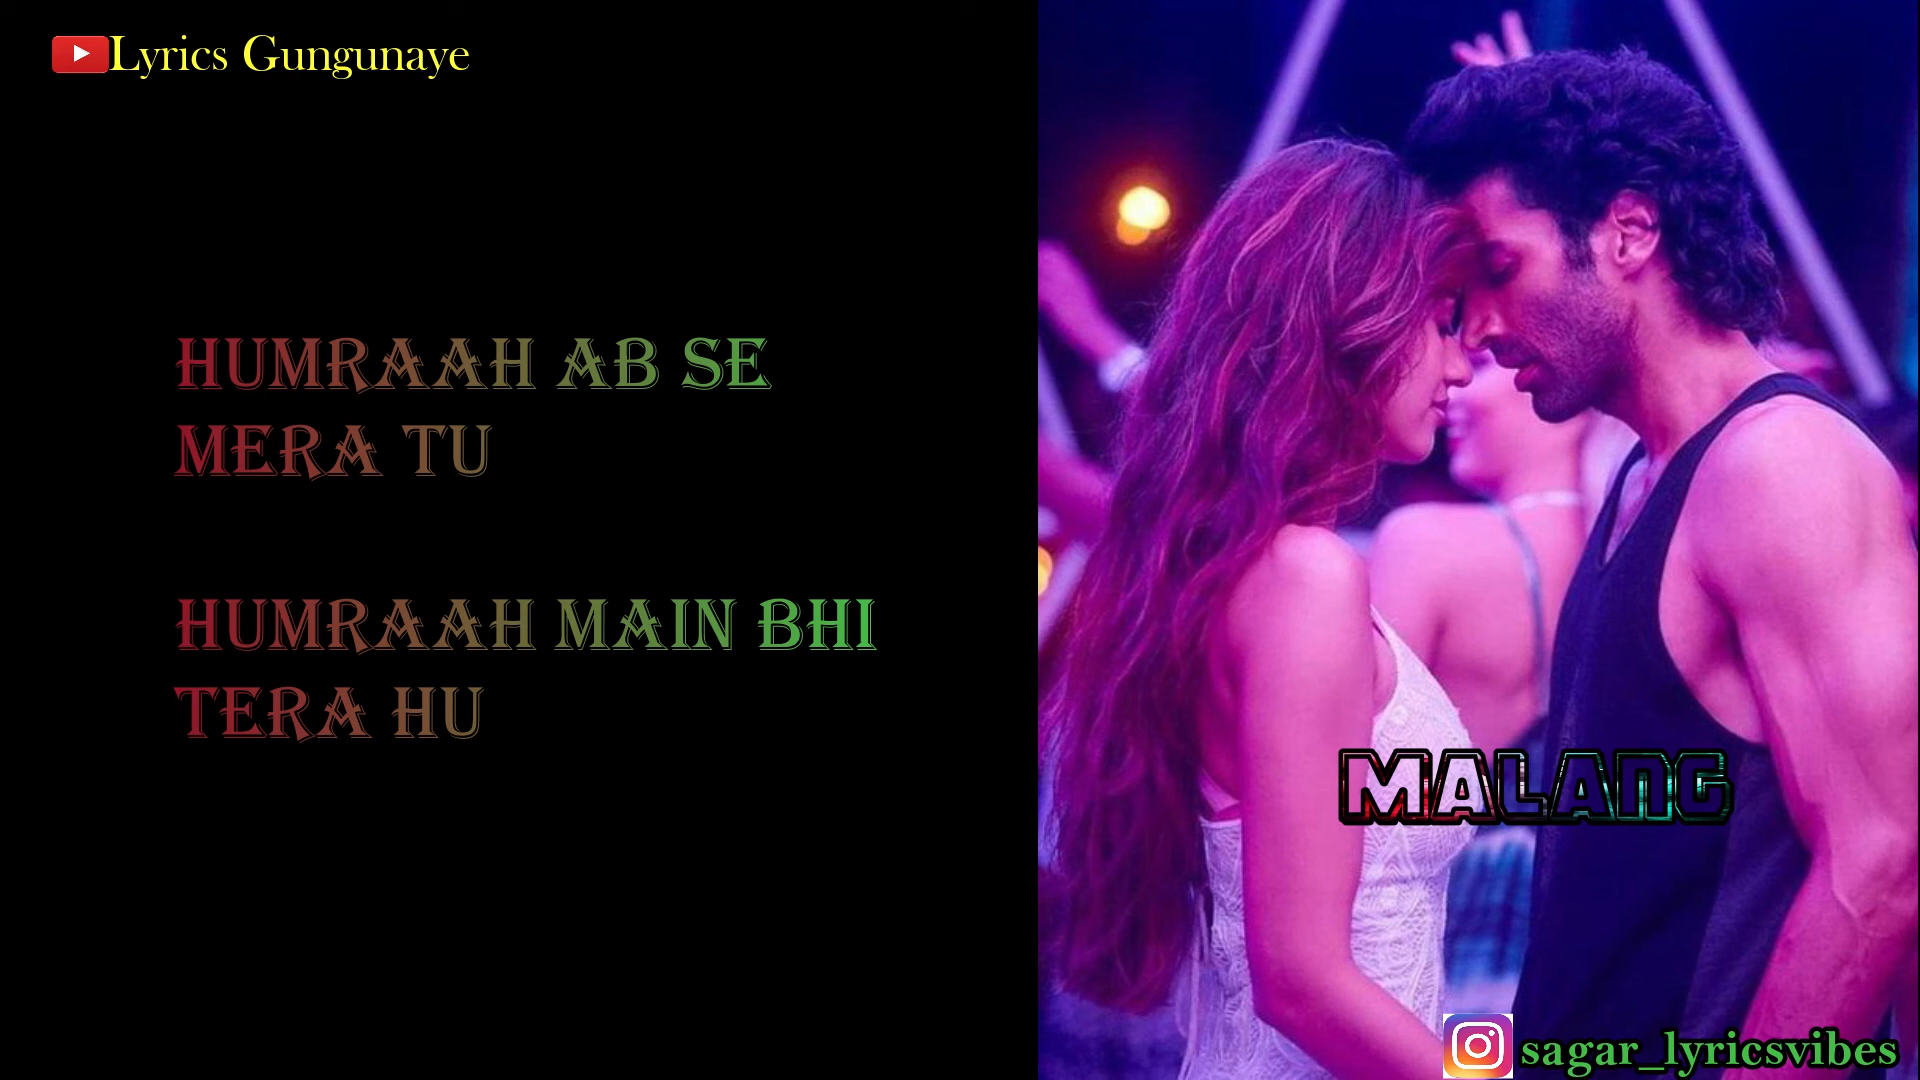 Lyrics Gungunaye
HUMRAAH AB SE
MERA TU
HUMRAAH MAIN BHI
TERA HU
MALANG
sagar_lyricsvibes